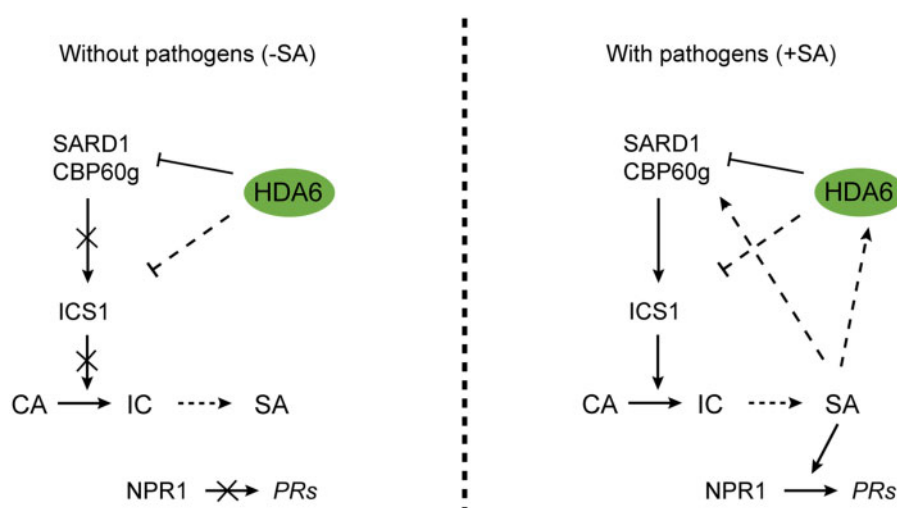 Without pathogens (-SA)
SARD1
CBP60g
HDA6
ICS1
CA
IC
SA
NPR1
PRs
With pathogens (+SA)
SARD1
CBP60g
HDA6
ICS1
CA
IC
SA
NPR1
PRs